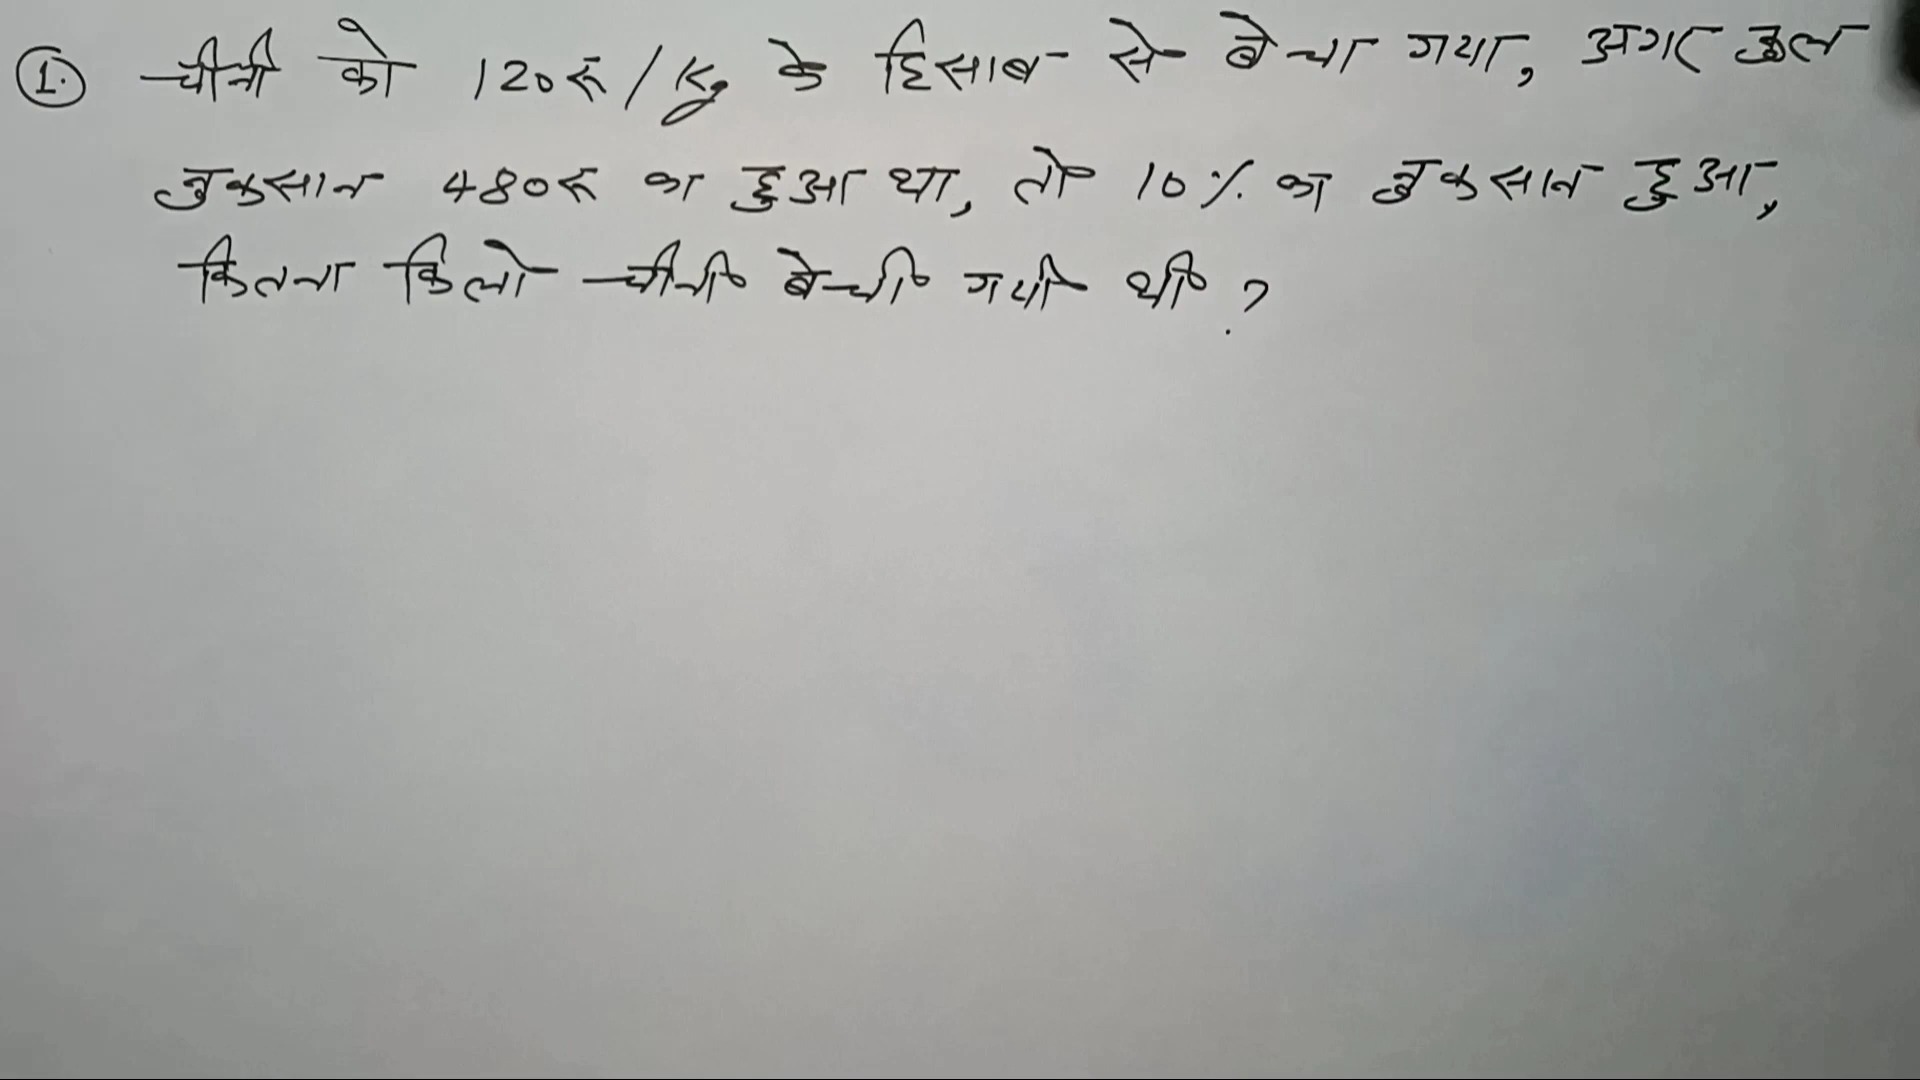 ①. चीनी को 120रू/Kg के हिसाब से बेचा गया, अगर कुल
नुकसान 480रू का हुआ था, तो 10% का नुकसान हुआ,
कितना किलो चीनी बेची गयी थी ?